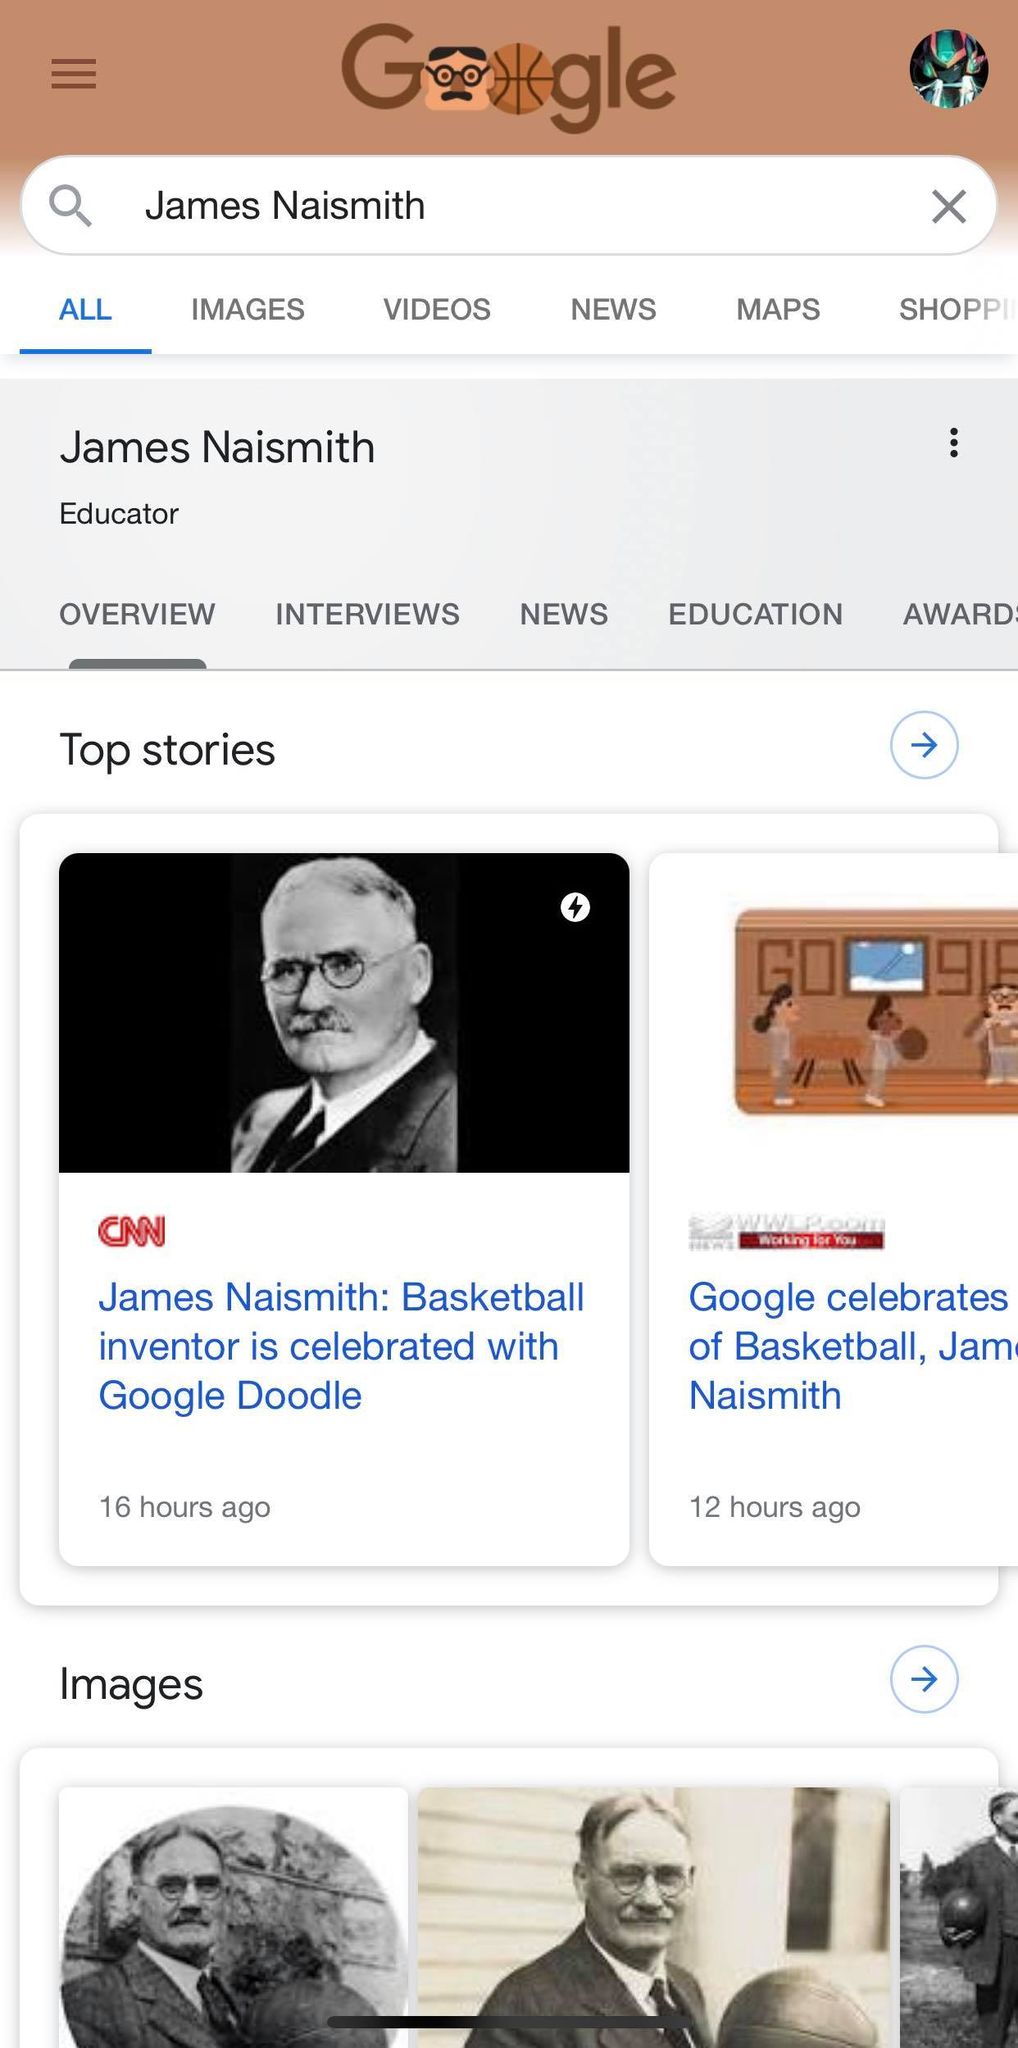 Google
James Naismith
ALL IMAGES VIDEOS NEWS MAPS SHOPPI
James Naismith
Educator
OVERVIEW INTERVIEWS NEWS EDUCATION AWARDS
Top stories
CNN
James Naismith: Basketball
inventor is celebrated with
Google Doodle
16 hours ago
WWLP.com
NEWS Working for You
Google celebrates
of Basketball, Jam
Naismith
12 hours ago
Images